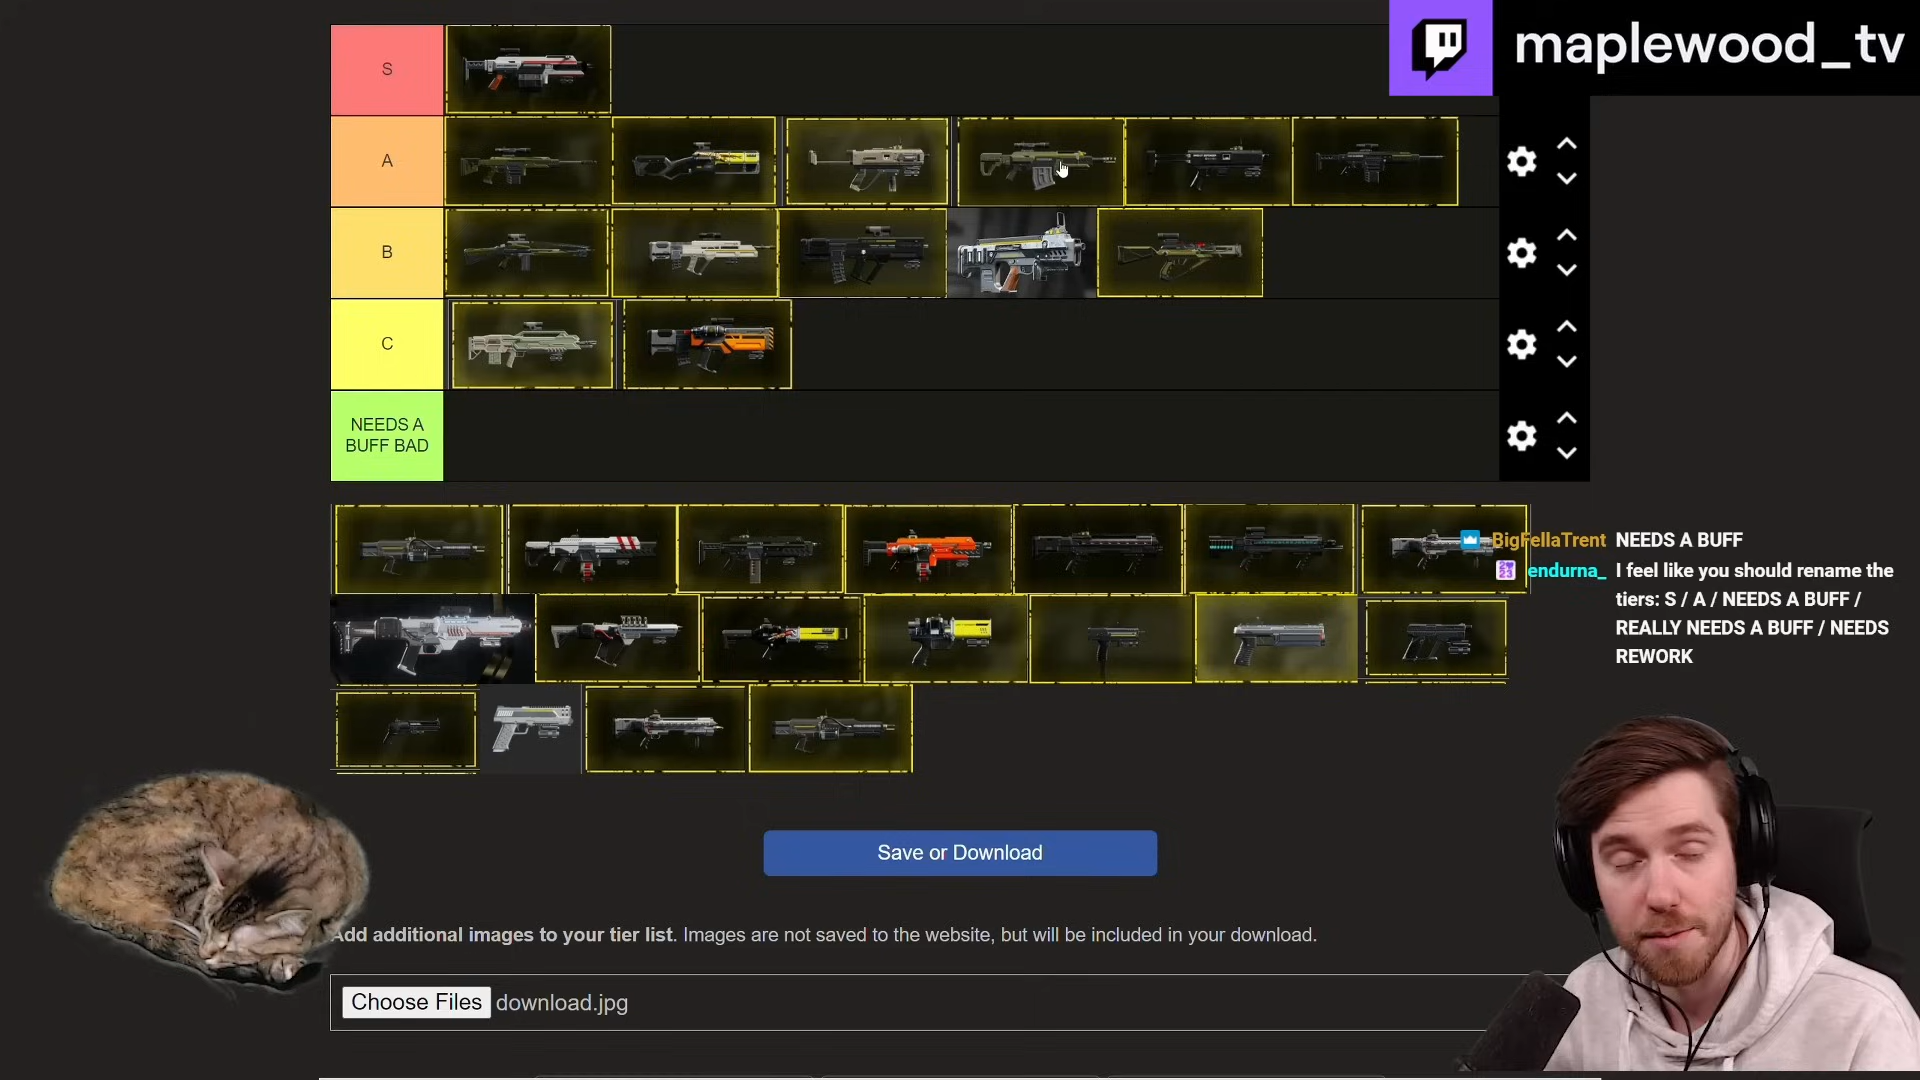 maplewood_tv
S
A
B
C
NEEDS A
BUFF BAD
BigFellaTrent NEEDS A BUFF
endurna_ I feel like you should rename the
tiers: S / A / NEEDS A BUFF /
REALLY NEEDS A BUFF / NEEDS
REWORK
Save or Download
Add additional images to your tier list. Images are not saved to the website, but will be included in your download.
Choose Files download.jpg